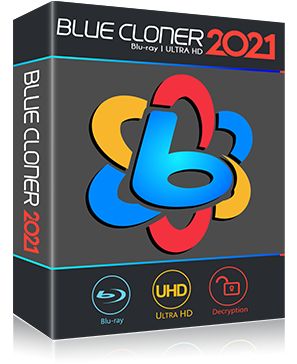 BLUE CLONER 2021
Blu-ray | ULTRA HD
BLUE CLONER 2021
b
UHD
Blu-ray
ULTRA HD
Decryption